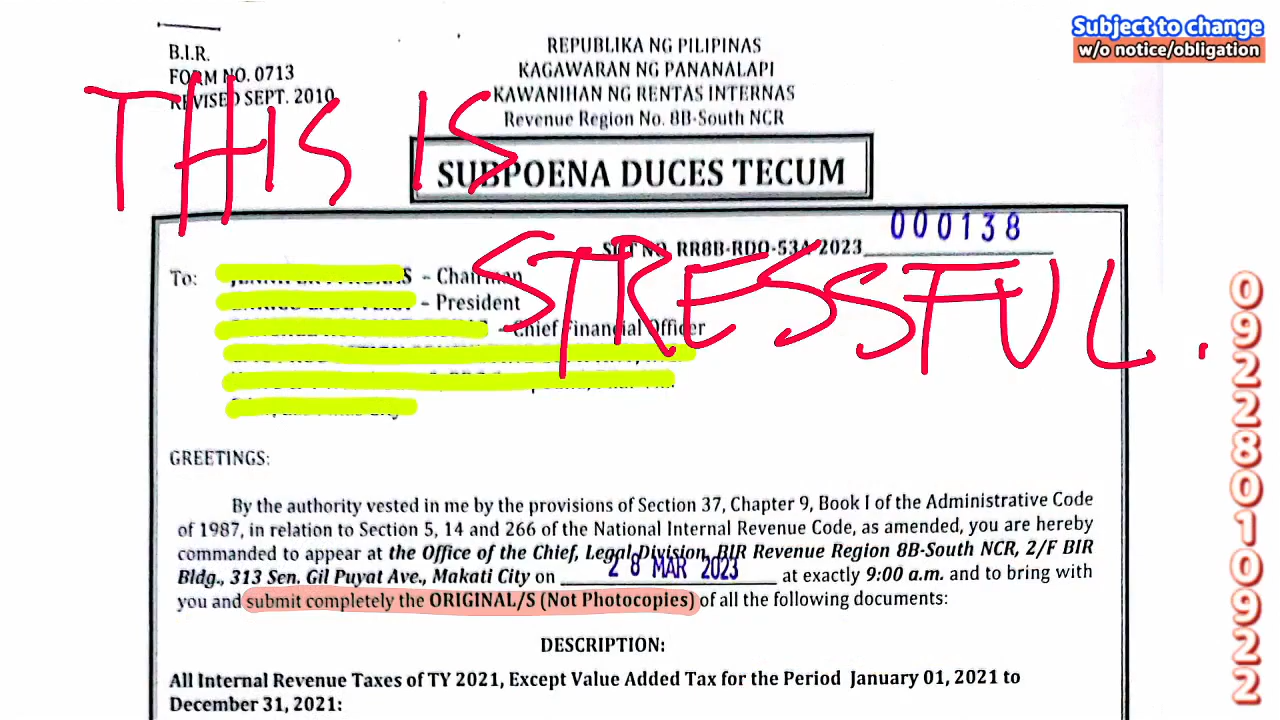 Subject to change
w/o notice/obligation
B.I.R.
FORM NO. 0713
REVISED SEPT. 2010
REPUBLIKA NG PILIPINAS
KAGAWARAN NG PANANALAPI
KAWANIHAN NG RENTAS INTERNAS
Revenue Region No. 8B-South NCR
THIS IS
SUBPOENA DUCES TECUM
STRESSFUL.
SDT NO. RR8B-RDO-53A-2023 000138
To:
– Chairman
– President
– Chief Financial Officer
GREETINGS:
By the authority vested in me by the provisions of Section 37, Chapter 9, Book I of the Administrative Code
of 1987, in relation to Section 5, 14 and 266 of the National Internal Revenue Code, as amended, you are hereby
commanded to appear at the Office of the Chief, Legal Division, BIR Revenue Region 8B-South NCR, 2/F BIR
Bldg., 313 Sen. Gil Puyat Ave., Makati City on 28 MAR 2023 at exactly 9:00 a.m. and to bring with
you and submit completely the ORIGINAL/S (Not Photocopies) of all the following documents:
DESCRIPTION:
All Internal Revenue Taxes of TY 2021, Except Value Added Tax for the Period January 01, 2021 to
December 31, 2021:
09228010922